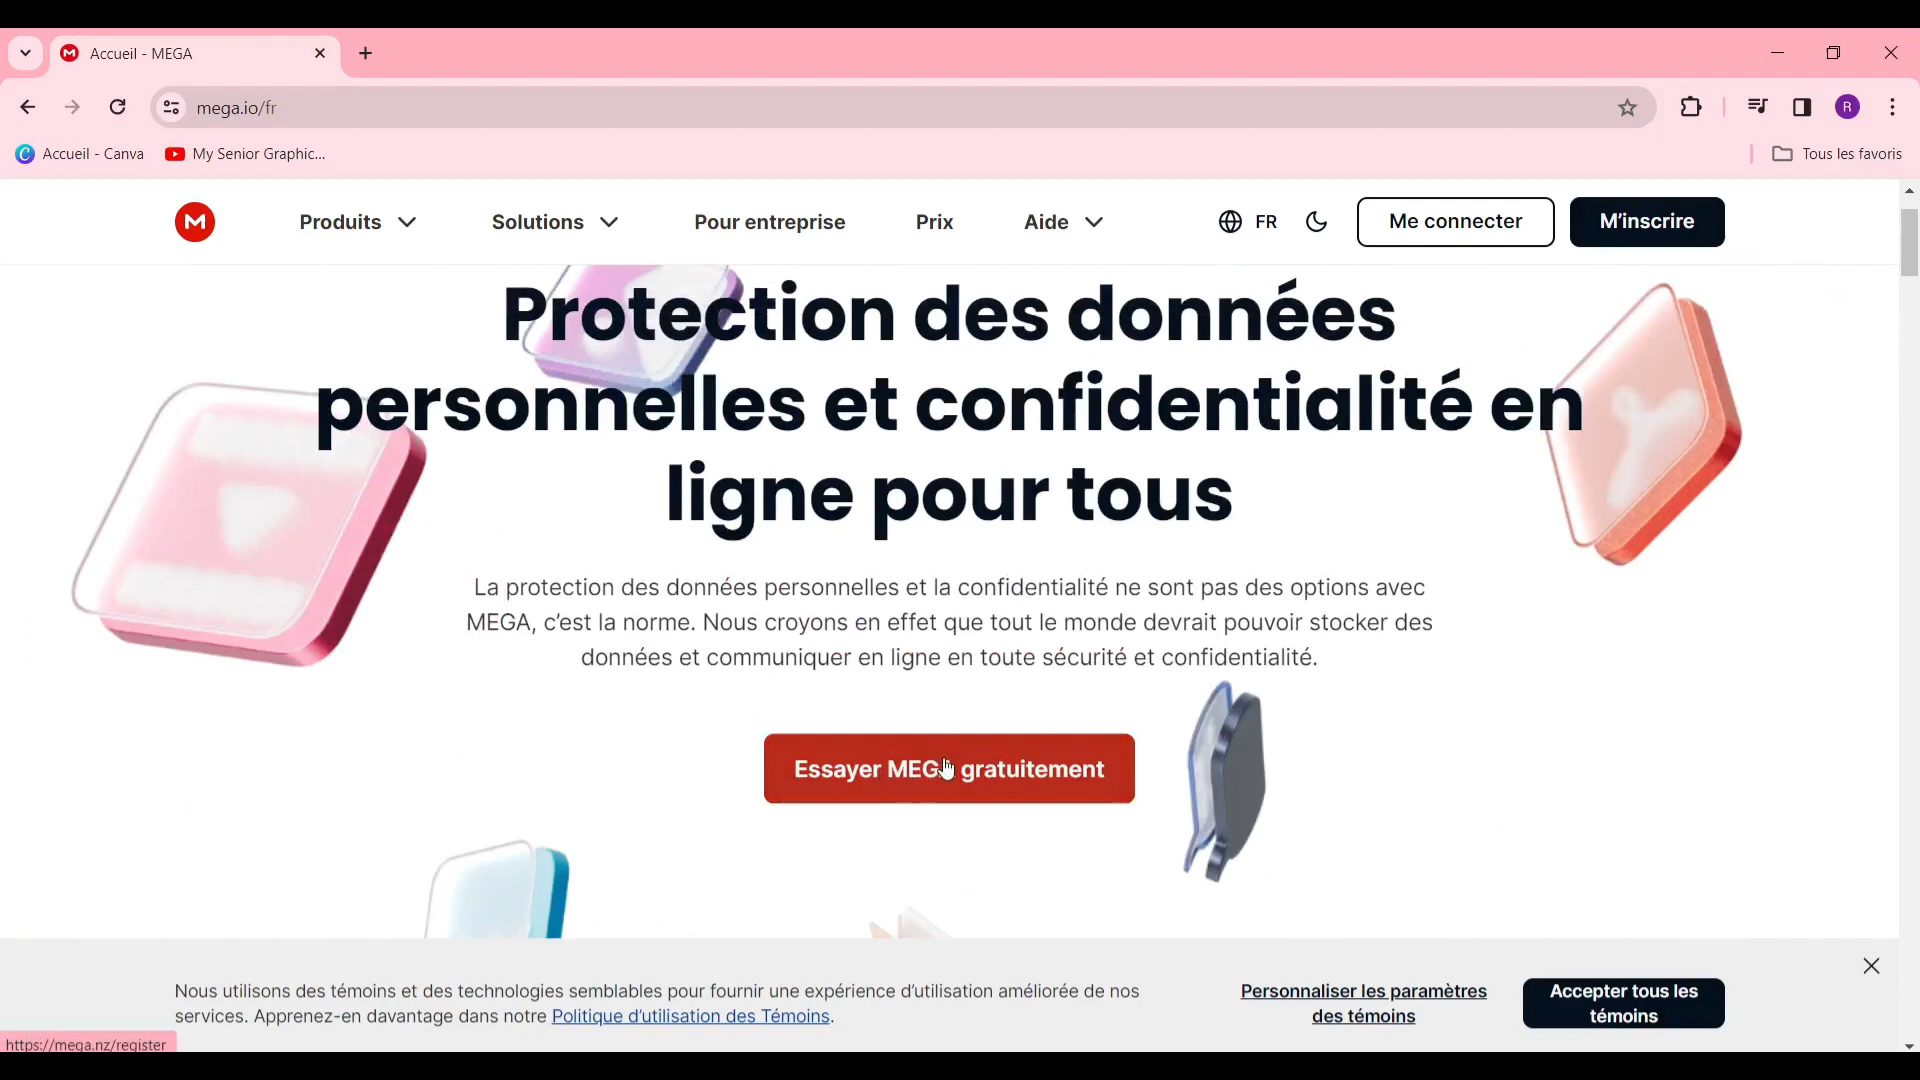 Accueil - MEGA
mega.io/fr
R
Accueil - Canva
My Senior Graphic...
Tous les favoris
Produits
Solutions
Pour entreprise
Prix
Aide
FR
Me connecter
M'inscrire
Protection des données
personnelles et confidentialité en
ligne pour tous
La protection des données personnelles et la confidentialité ne sont pas des options avec
MEGA, c'est la norme. Nous croyons en effet que tout le monde devrait pouvoir stocker des
données et communiquer en ligne en toute sécurité et confidentialité.
Essayer MEGA gratuitement
Nous utilisons des témoins et des technologies semblables pour fournir une expérience d'utilisation améliorée de nos
services. Apprenez-en davantage dans notre Politique d'utilisation des Témoins.
Personnaliser les paramètres
des témoins
Accepter tous les
témoins
https://mega.nz/register